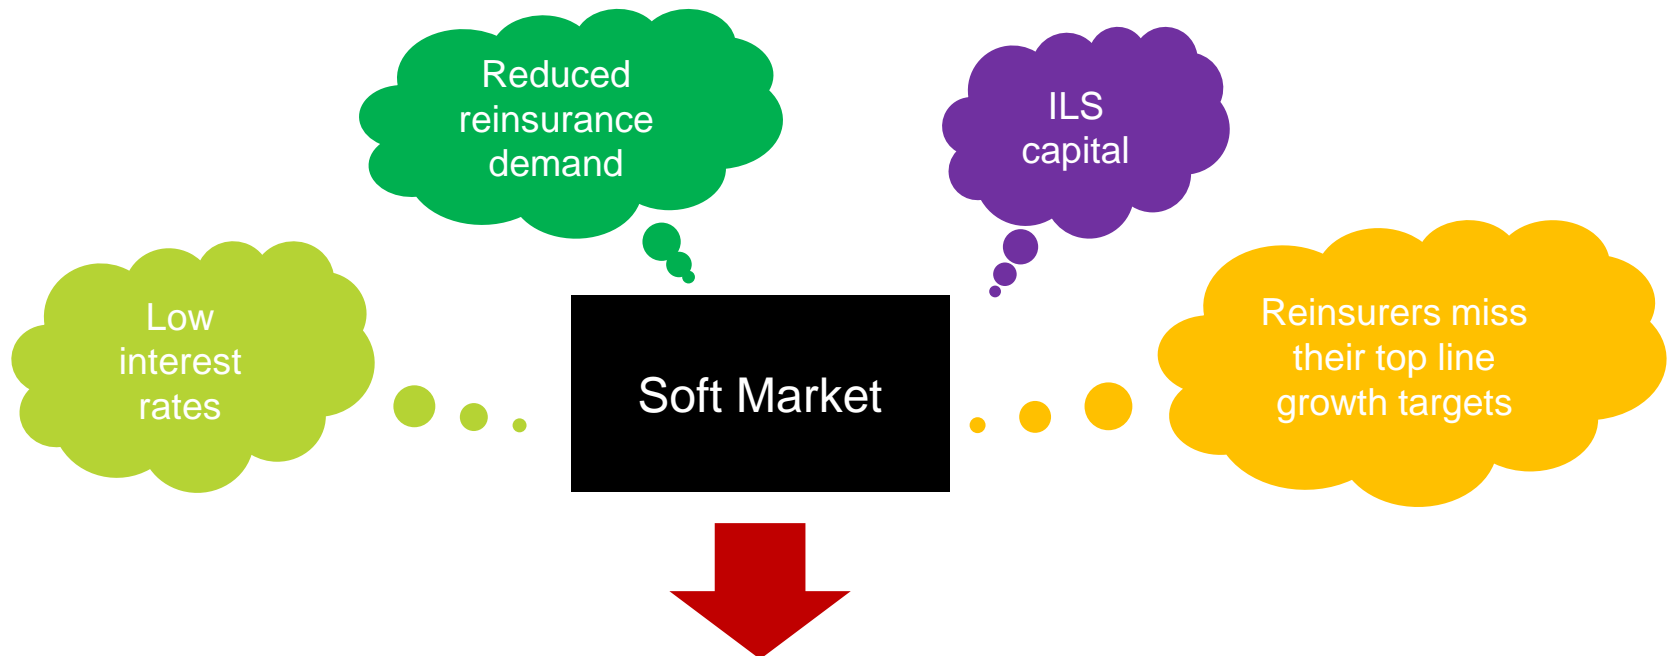 Reduced
reinsurance
demand
ILS
capital
Low
interest
rates
Soft Market
Reinsurers miss
their top line
growth targets